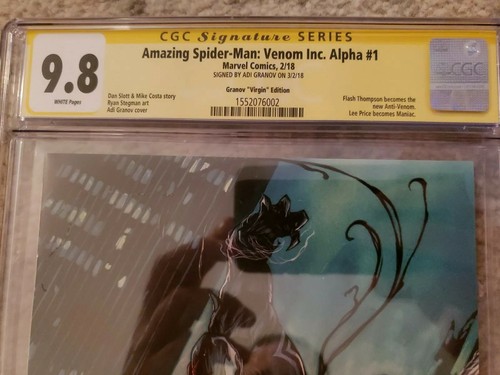 CGC Signature SERIES
9.8
WHITE Pages
Amazing Spider-Man: Venom Inc. Alpha #1
Marvel Comics, 2/18
SIGNED BY ADI GRANOV ON 3/2/18
Granov "Virgin" Edition
Dan Slott & Mike Costa story
Ryan Stegman art
Adi Granov cover
1552076002
Flash Thompson becomes the
new Anti-Venom.
Lee Price becomes Maniac.
CGC